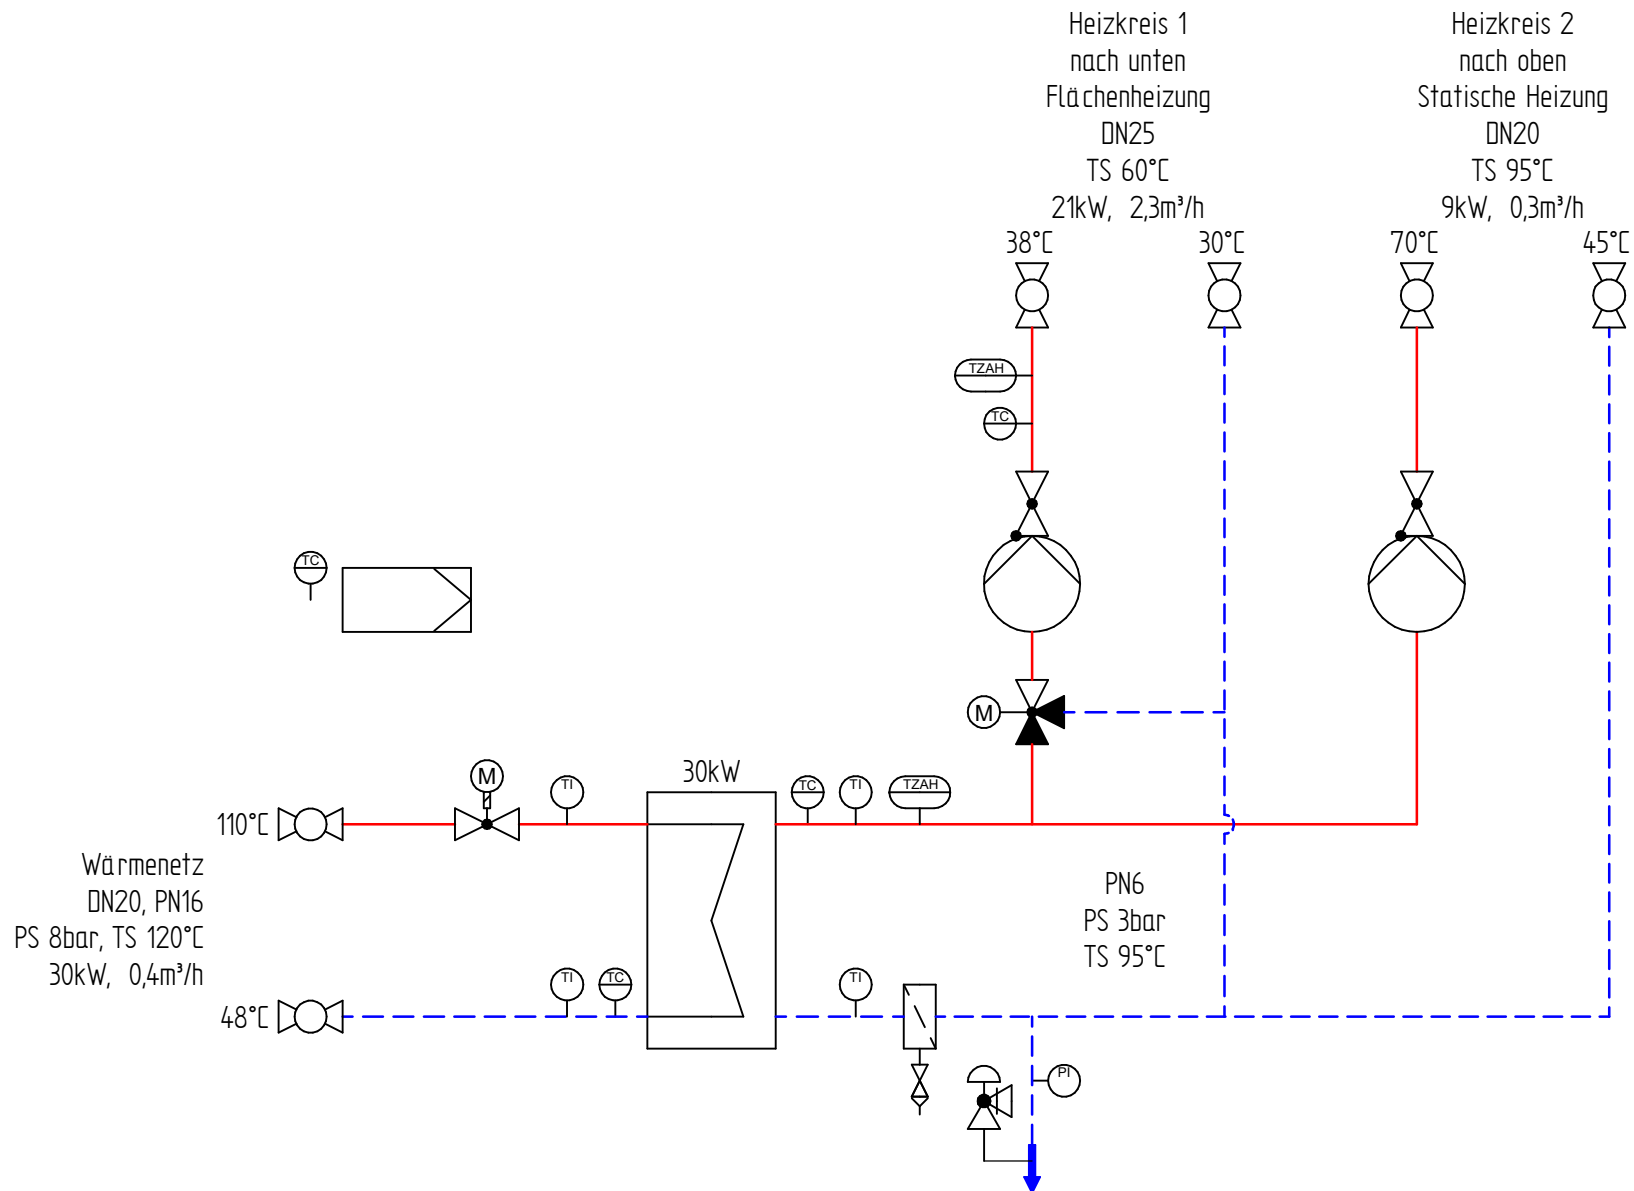 Heizkreis 1
nach unten
Flächenheizung
DN25
TS 60°C
21kW, 2,3m³/h
38°C
30°C
Heizkreis 2
nach oben
Statische Heizung
DN20
TS 95°C
9kW, 0,3m³/h
70°C
45°C
TZAH
TC
TC
M
M
TI
30kW
TC
TI
TZAH
110°C
Wärmenetz
DN20, PN16
PS 8bar, TS 120°C
30kW, 0,4m³/h
48°C
PN6
PS 3bar
TS 95°C
TI
TC
TI
PI